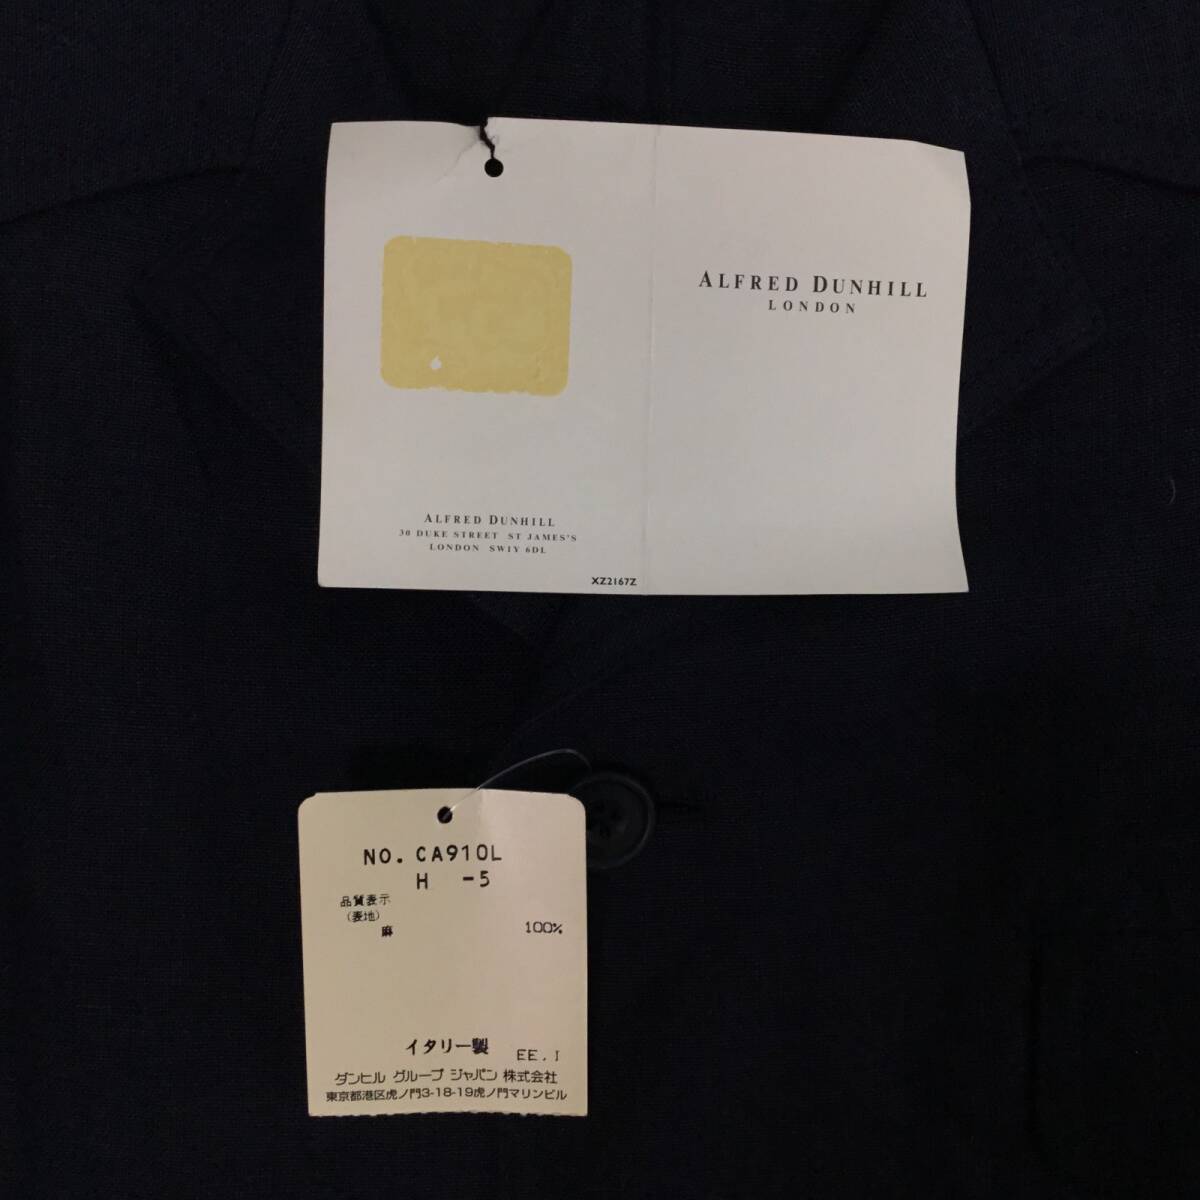 ALFRED DUNHILL
LONDON
ALFRED DUNHILL
30 DUKE STREET ST JAMES'S
LONDON SW1Y 6DL
XZ2167Z
NO. CA910L
H -5
品質表示
(表地)
麻 100%
イタリー製 EE. I
ダンヒル グループ ジャパン 株式会社
東京都港区虎ノ門3-18-19虎ノ門マリンビル